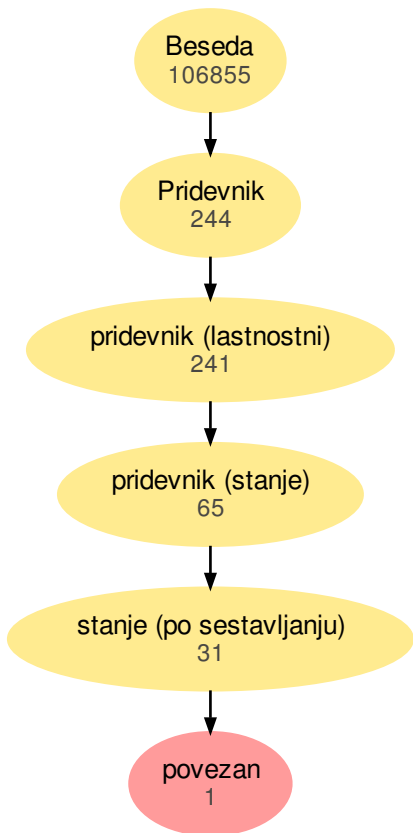 Beseda
106855
Pridevnik
244
pridevnik (lastnostni)
241
pridevnik (stanje)
65
stanje (po sestavljanju)
31
povezan
1